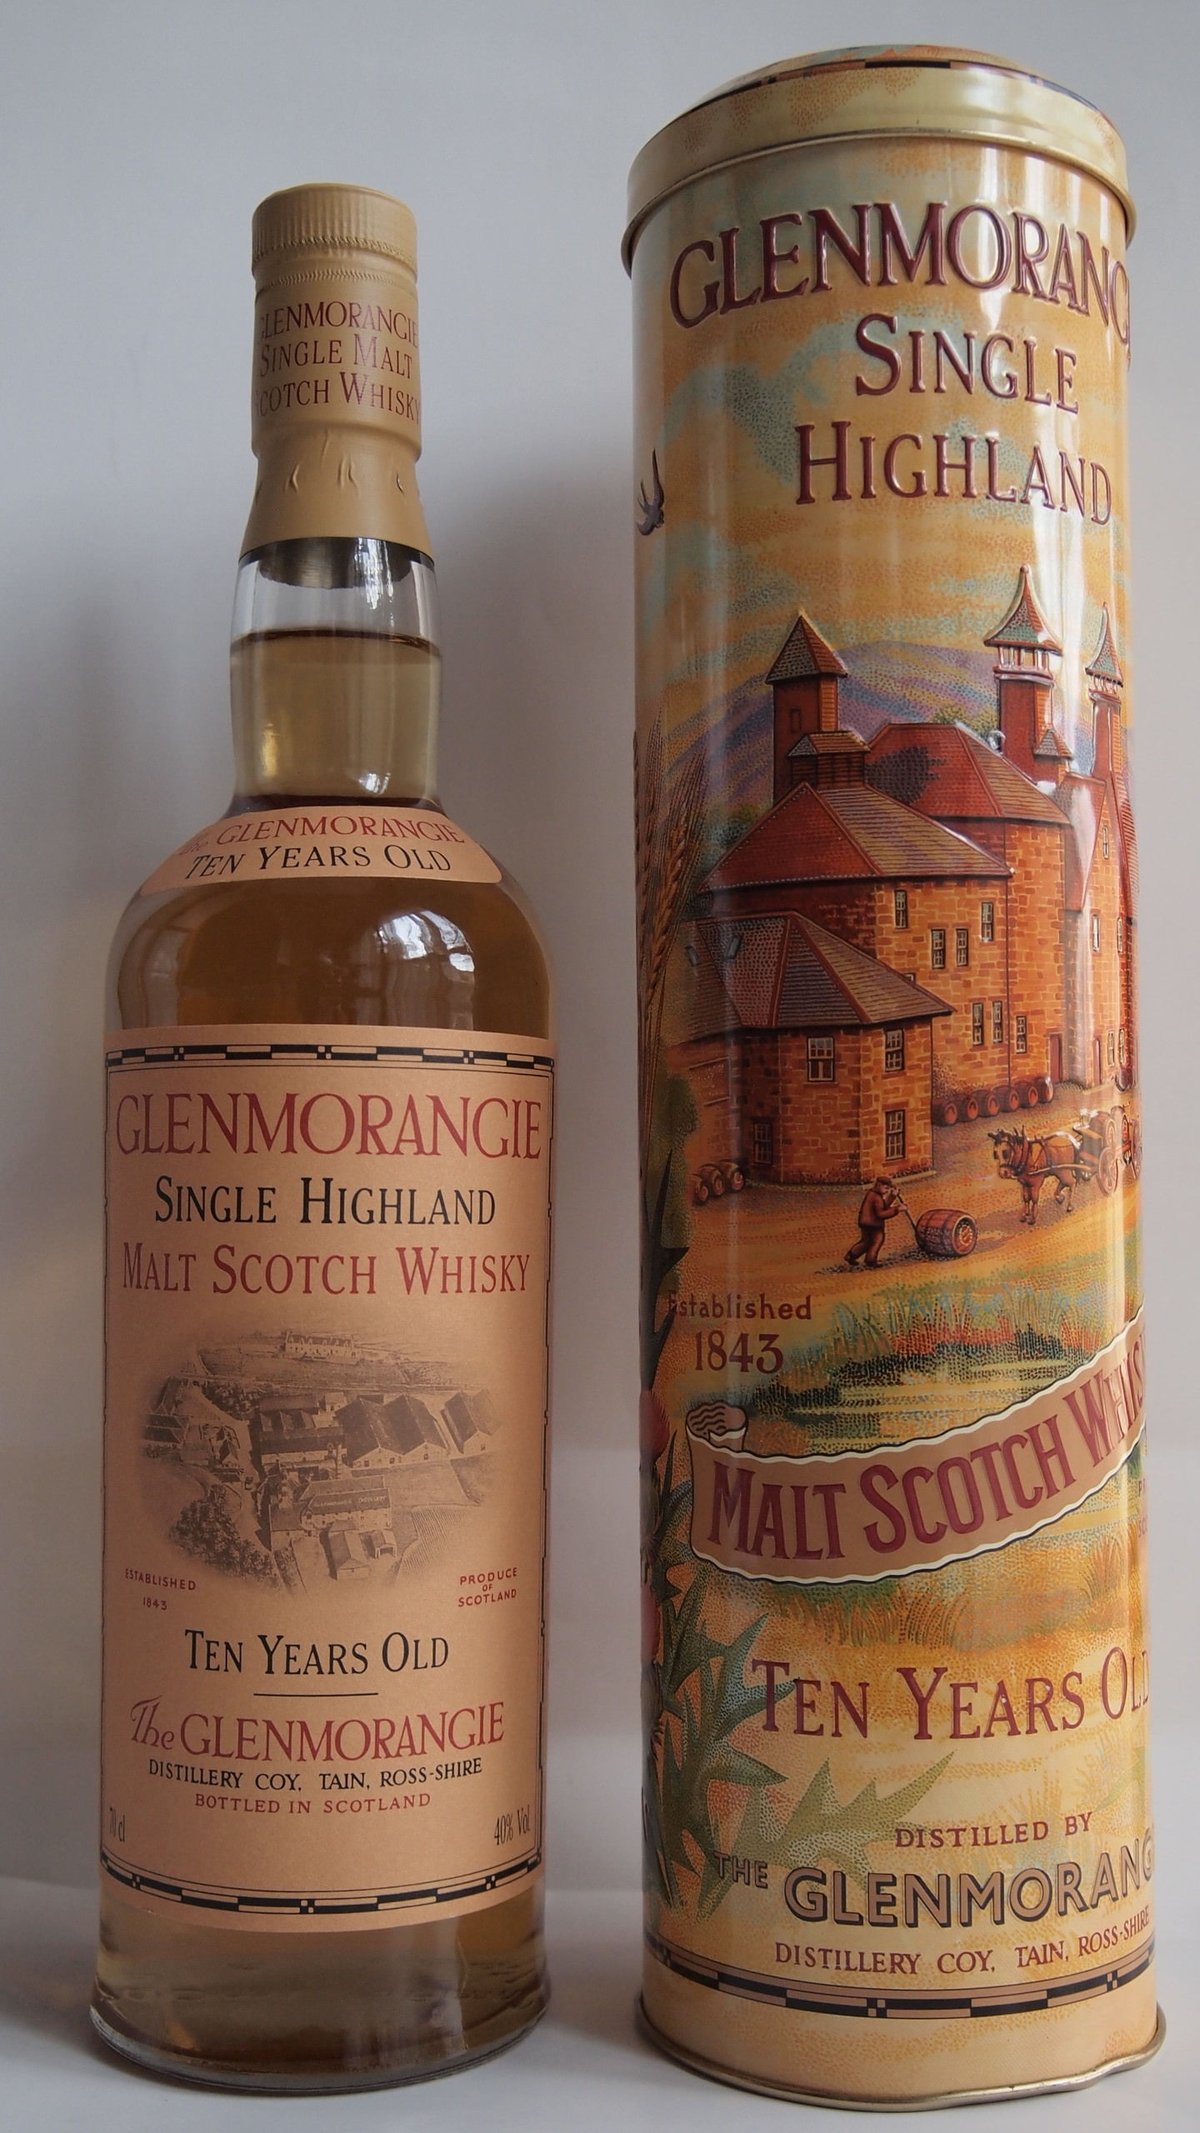 GLENMORANGIE
SINGLE MALT
SCOTCH WHISKY
The GLENMORANGIE
TEN YEARS OLD
GLENMORANGIE
SINGLE HIGHLAND
MALT SCOTCH WHISKY
ESTABLISHED
1843
PRODUCE
OF
SCOTLAND
TEN YEARS OLD
The GLENMORANGIE
DISTILLERY COY, TAIN, ROSS-SHIRE
BOTTLED IN SCOTLAND
70 cl
40% Vol
GLENMORANG
SINGLE
HIGHLAND
Established
1843
MALT SCOTCH WHIS
TEN YEARS OLD
DISTILLED BY
THE GLENMORANG
DISTILLERY COY, TAIN, ROSS-SHIRE